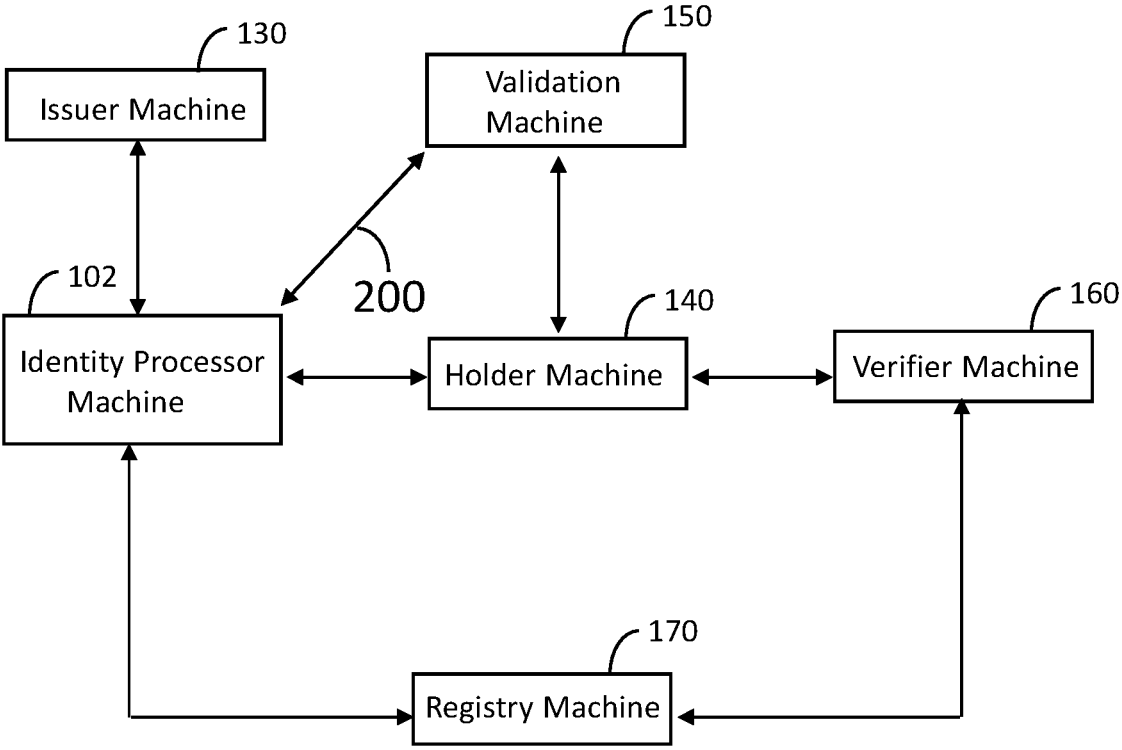 130
Issuer Machine
150
Validation
Machine
200
102
Identity Processor
Machine
140
Holder Machine
160
Verifier Machine
170
Registry Machine